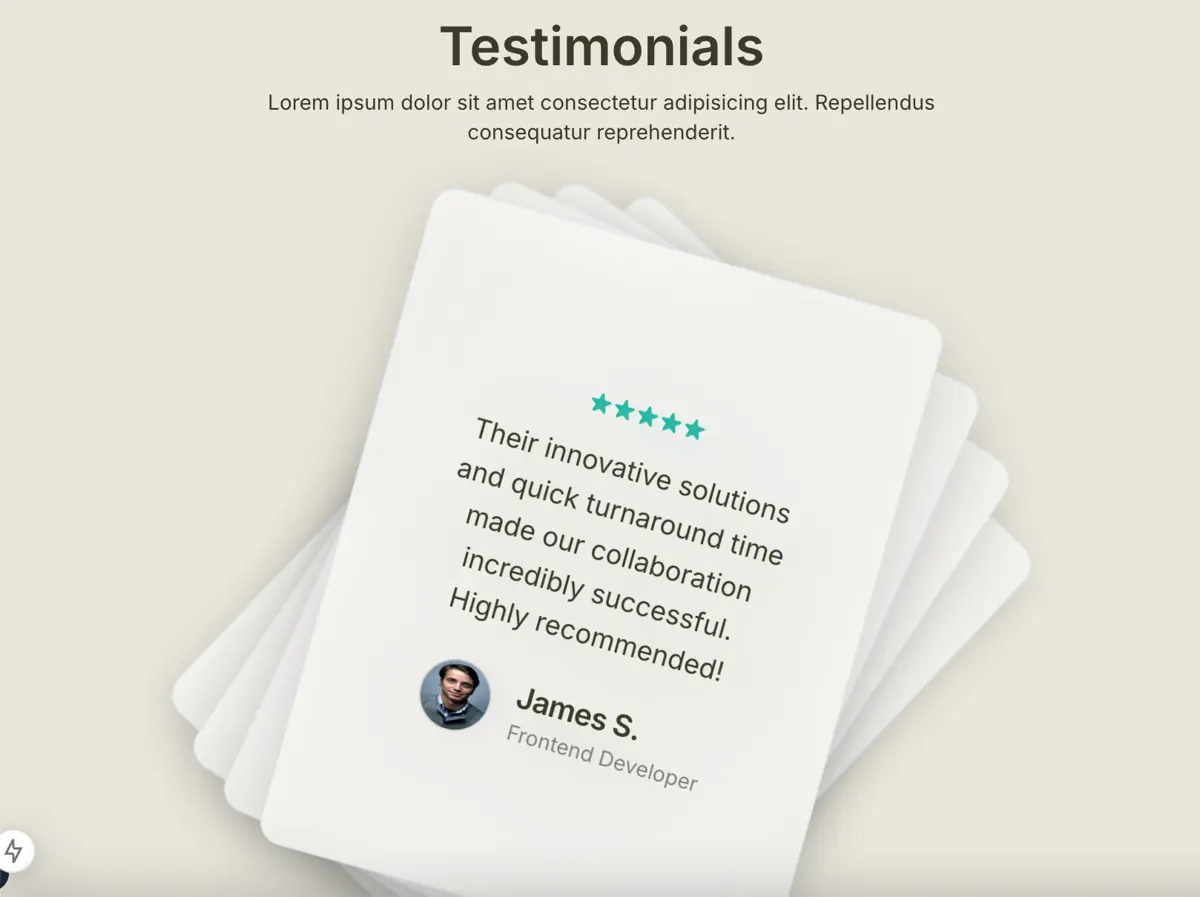 Testimonials
Lorem ipsum dolor sit amet consectetur adipisicing elit. Repellendus
consequatur reprehenderit.
Their innovative solutions
and quick turnaround time
made our collaboration
incredibly successful.
Highly recommended!
James S.
Frontend Developer